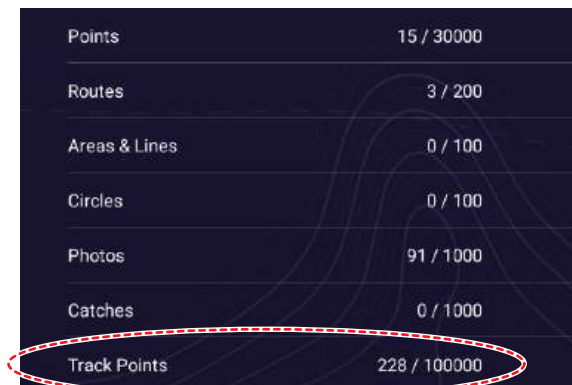 Points 15 / 30000
Routes 3 / 200
Areas & Lines 0 / 100
Circles 0 / 100
Photos 91 / 1000
Catches 0 / 1000
Track Points 228 / 100000